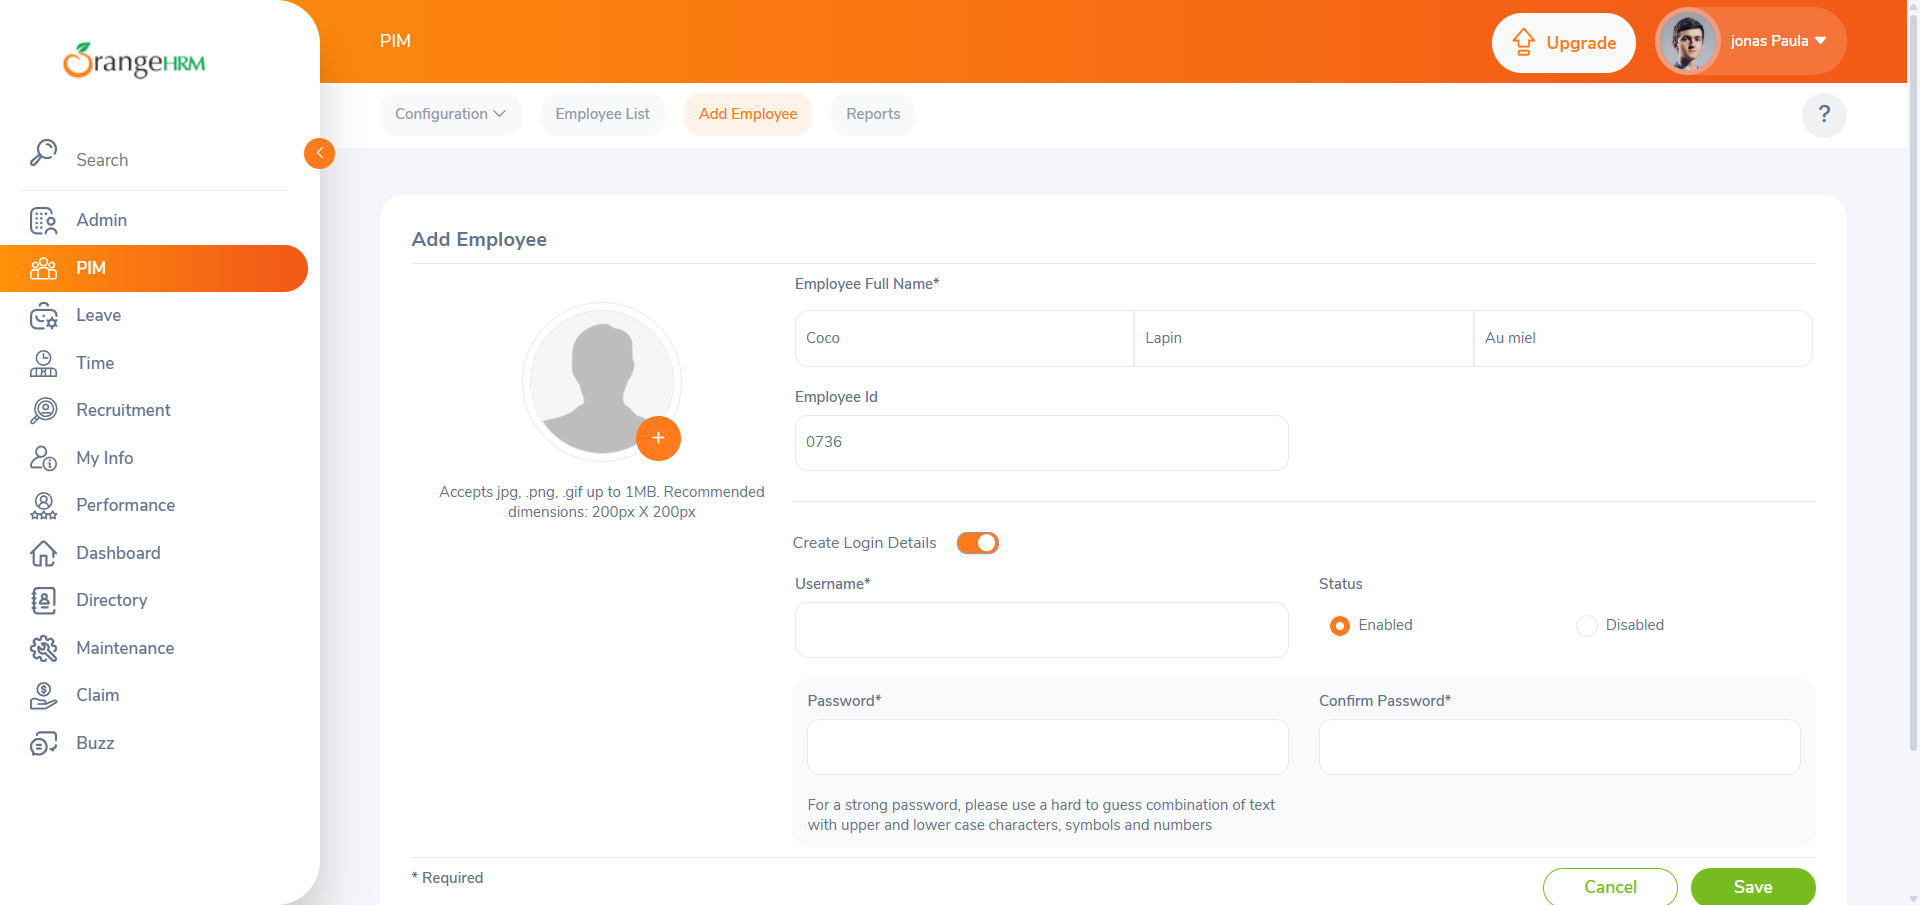 OrangeHRM
PIM
Upgrade
jonas Paula
Configuration
Employee List
Add Employee
Reports
?
Search
Admin
PIM
Leave
Time
Recruitment
My Info
Performance
Dashboard
Directory
Maintenance
Claim
Buzz
Add Employee
Accepts jpg, .png, .gif up to 1MB. Recommended
dimensions: 200px X 200px
Employee Full Name*
Coco
Lapin
Au miel
Employee Id
0736
Create Login Details
Username*
Status
Enabled
Disabled
Password*
Confirm Password*
For a strong password, please use a hard to guess combination of text
with upper and lower case characters, symbols and numbers
* Required
Cancel
Save